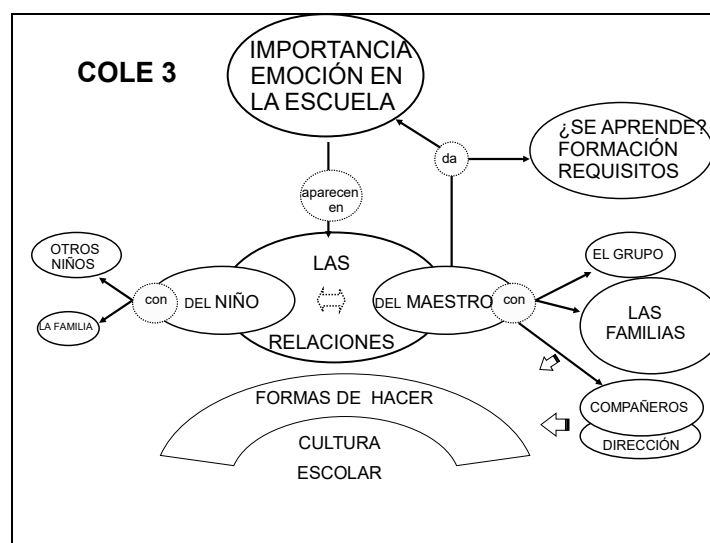 COLE 3
IMPORTANCIA
EMOCIÓN EN
LA ESCUELA
¿SE APRENDE?
FORMACIÓN
REQUISITOS
da
aparecen
en
OTROS
NIÑOS
LA FAMILIA
con
DEL NIÑO
LAS
RELACIONES
DEL MAESTRO
con
EL GRUPO
LAS
FAMILIAS
COMPAÑEROS
DIRECCIÓN
FORMAS DE HACER
CULTURA
ESCOLAR